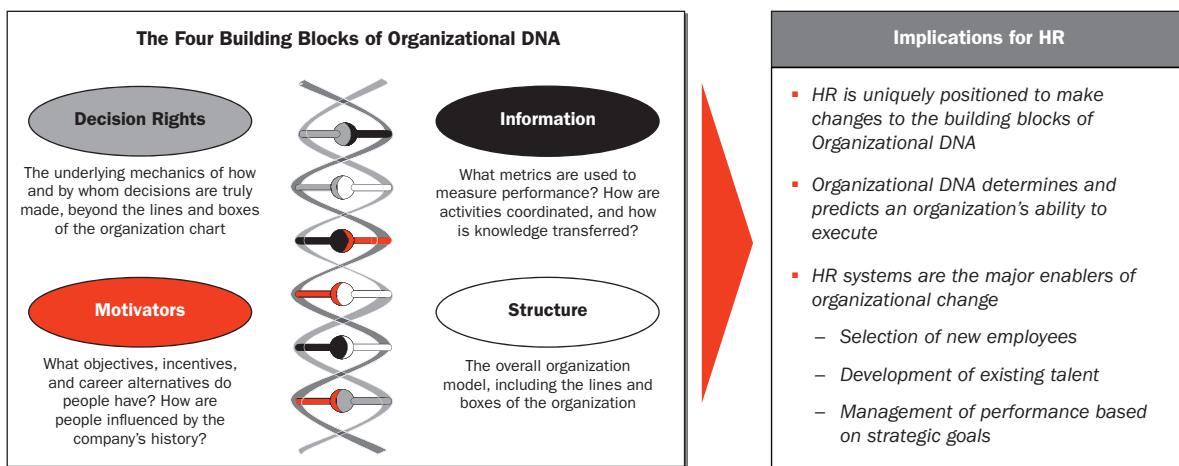 The Four Building Blocks of Organizational DNA
Decision Rights
The underlying mechanics of how
and by whom decisions are truly
made, beyond the lines and boxes
of the organization chart
Information
What metrics are used to
measure performance? How are
activities coordinated, and how
is knowledge transferred?
Motivators
What objectives, incentives,
and career alternatives do
people have? How are
people influenced by the
company’s history?
Structure
The overall organization
model, including the lines and
boxes of the organization
Implications for HR
▪ HR is uniquely positioned to make
changes to the building blocks of
Organizational DNA
▪ Organizational DNA determines and
predicts an organization’s ability to
execute
▪ HR systems are the major enablers of
organizational change
– Selection of new employees
– Development of existing talent
– Management of performance based
on strategic goals